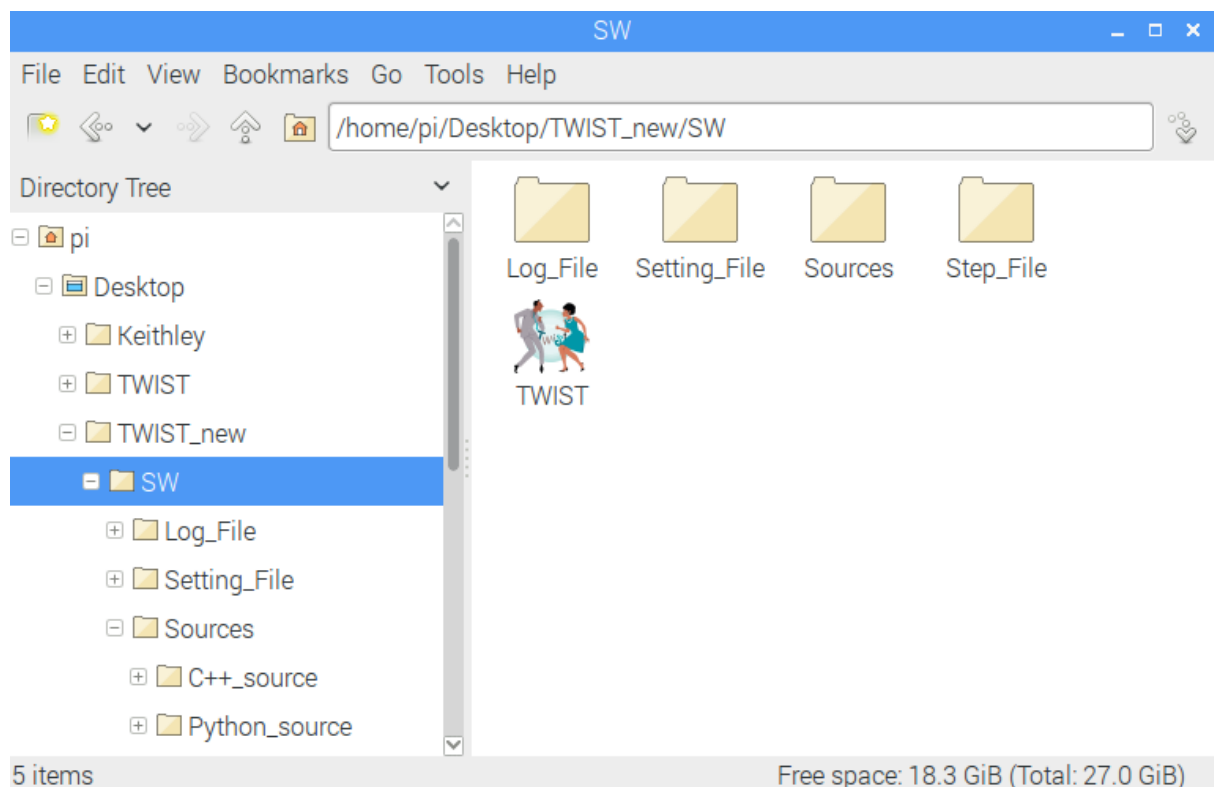 SW
File Edit View Bookmarks Go Tools Help
/home/pi/Desktop/TWIST_new/SW
Directory Tree
pi
Desktop
Keithley
TWIST
TWIST_new
SW
Log_File
Setting_File
Sources
C++_source
Python_source
Log_File Setting_File Sources Step_File
Twist
TWIST
5 items
Free space: 18.3 GiB (Total: 27.0 GiB)